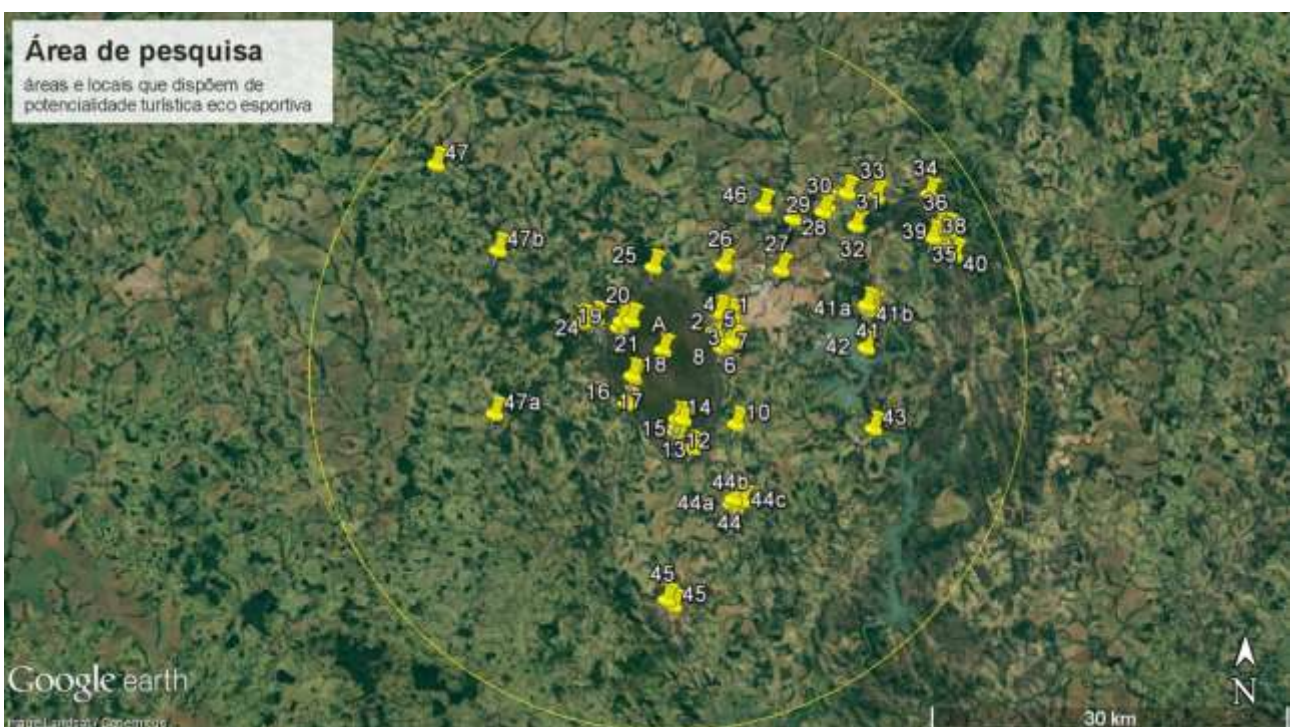 Área de pesquisa
áreas e locais que dispõem de
potencialidade turística eco esportiva
47
33
34
30
46
31
36
29
28
38
39
47b
32
26
35
25
27
40
20
4
1
41a
41b
19
2
5
24
A
3
7
41
21
8
42
18
6
16
17
47a
14
10
43
15
12
13
44b
44a
44c
44
45
45
Google earth
Image Landsat / Copernicus
N
30 km